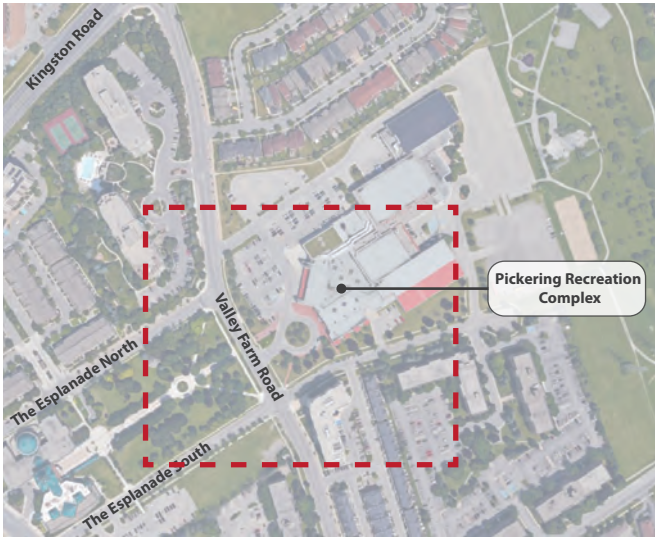 Kingston Road
Pickering Recreation
Complex
Valley Farm Road
The Esplanade North
The Esplanade South